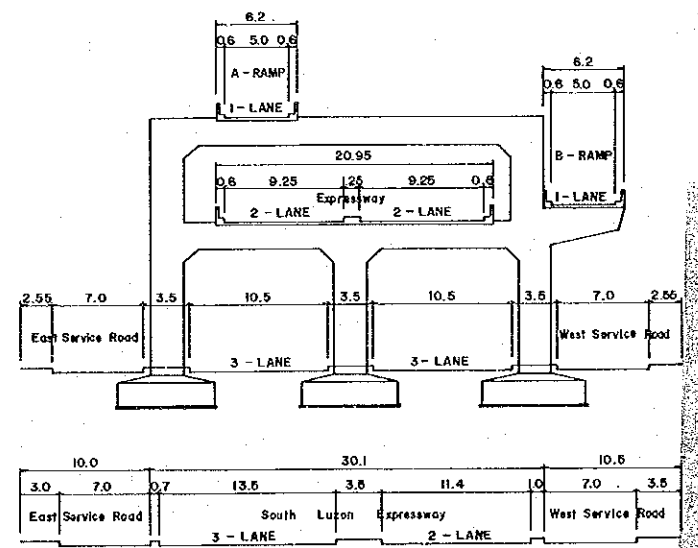 6.2
0.6 5.0 0.6
A-RAMP
1-LANE
6.2
0.6 5.0 0.6
B-RAMP
1-LANE
20.95
0.6 9.25 1.25 9.25 0.6
Expressway
2-LANE 2-LANE
2.55 7.0 3.5 10.5 3.5 10.5 3.5 7.0 2.55
East Service Road West Service Road
3-LANE 3-LANE
10.0 30.1 10.5
3.0 7.0 0.7 13.5 3.5 11.4 1.0 7.0 3.5
East Service Road South Luzon Expressway West Service Road
3-LANE 2-LANE